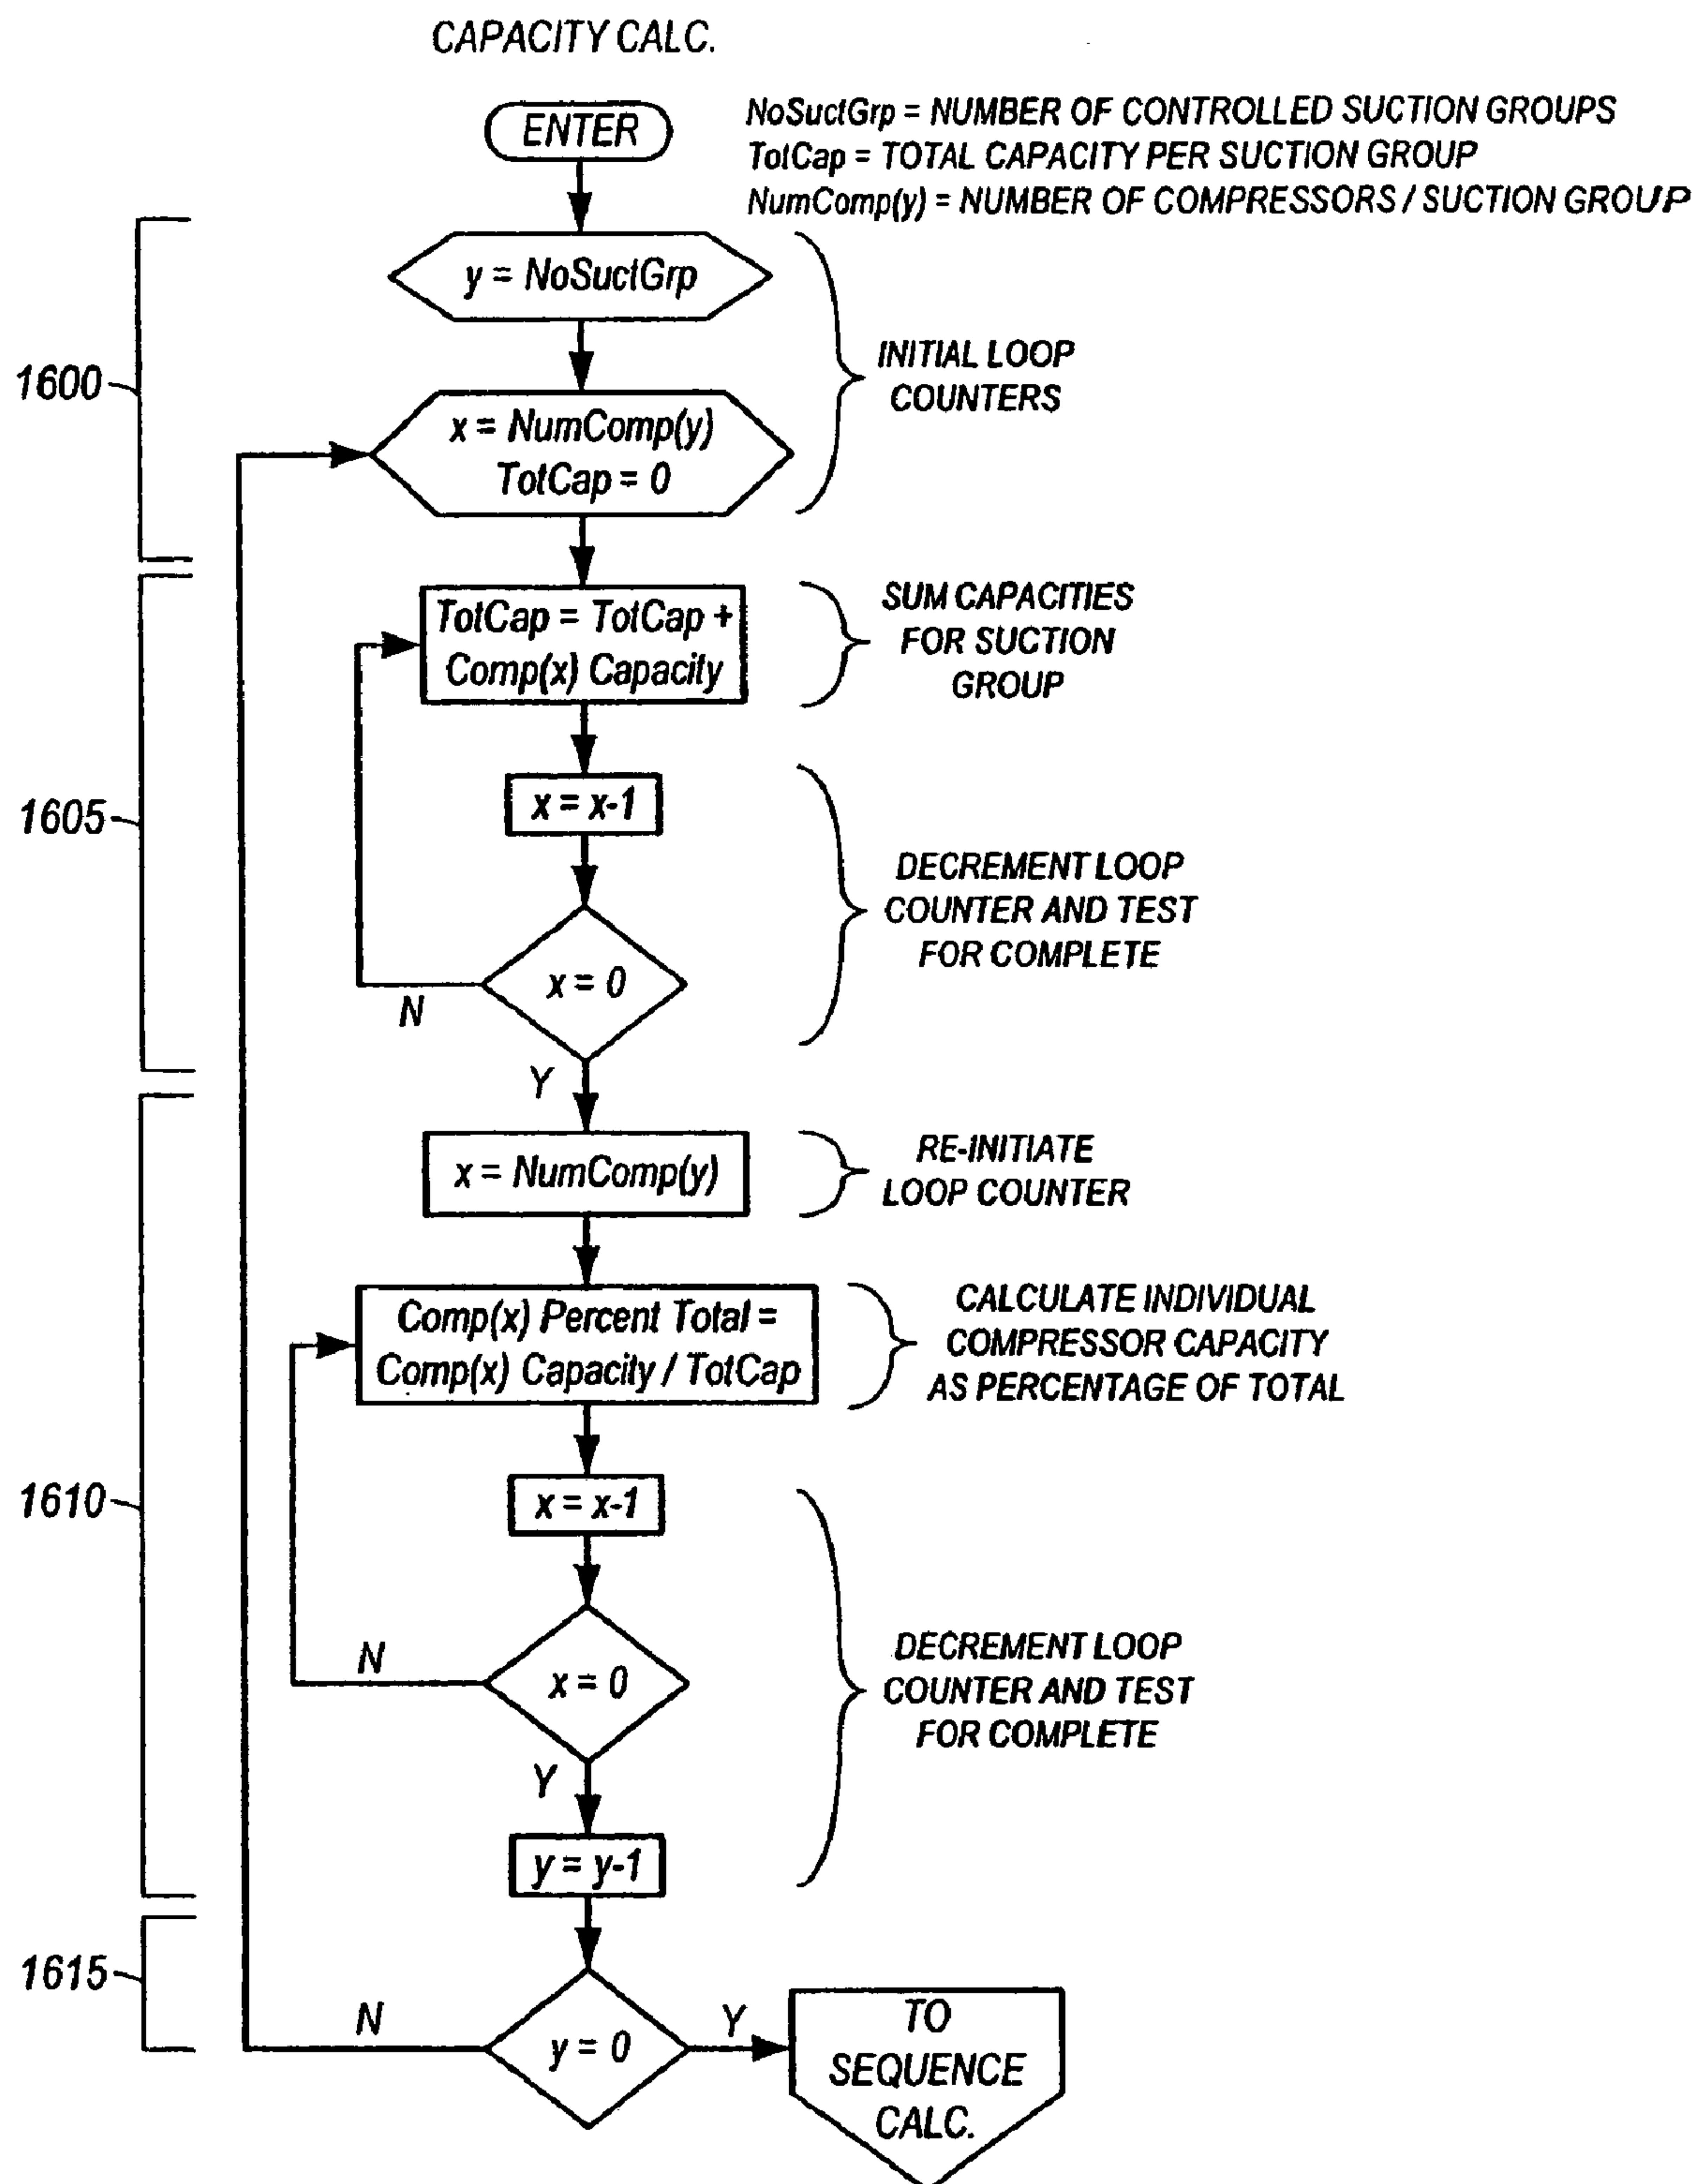 CAPACITY CALC.
ENTER
NoSuctGrp = NUMBER OF CONTROLLED SUCTION GROUPS
TotCap = TOTAL CAPACITY PER SUCTION GROUP
NumComp(y) = NUMBER OF COMPRESSORS / SUCTION GROUP
y = NoSuctGrp
INITIAL LOOP
COUNTERS
1600
x = NumComp(y)
TotCap = 0
TotCap = TotCap +
Comp(x) Capacity
SUM CAPACITIES
FOR SUCTION
GROUP
1605
x = x-1
DECREMENT LOOP
COUNTER AND TEST
FOR COMPLETE
x = 0
N
Y
x = NumComp(y)
RE-INITIATE
LOOP COUNTER
Comp(x) Percent Total =
Comp(x) Capacity / TotCap
CALCULATE INDIVIDUAL
COMPRESSOR CAPACITY
AS PERCENTAGE OF TOTAL
1610
x = x-1
DECREMENT LOOP
COUNTER AND TEST
FOR COMPLETE
N
x = 0
Y
y = y-1
1615
N
y = 0
Y
TO
SEQUENCE
CALC.